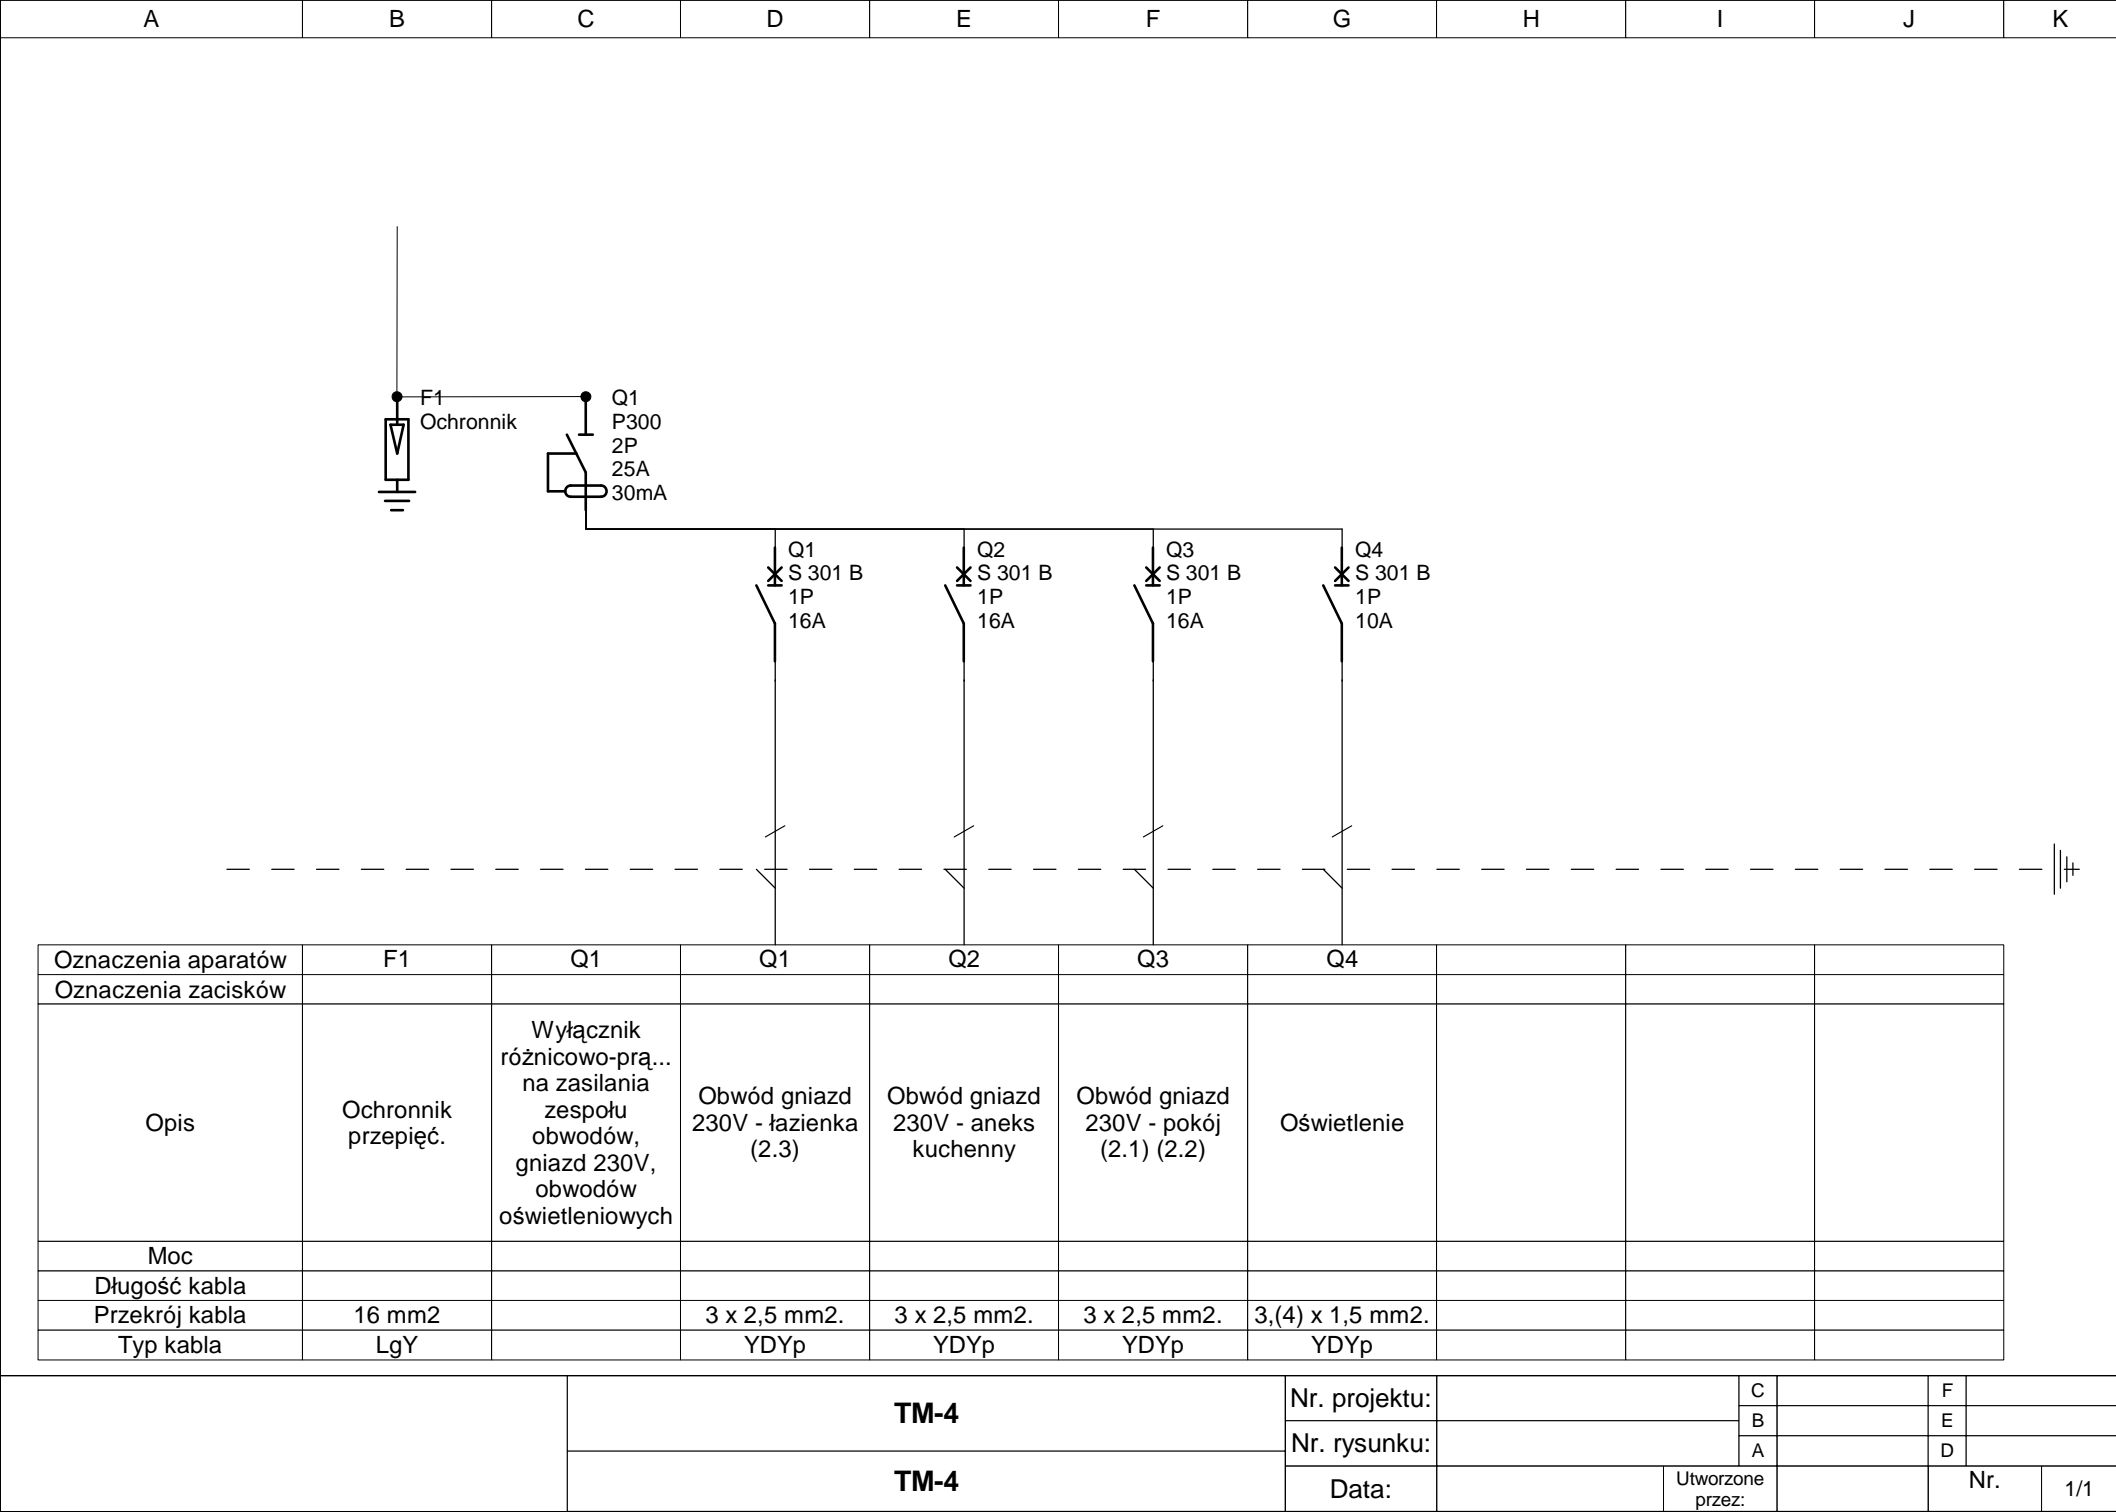 A B C D E F G H I J K
F1
Ochronnik
Q1
P300
2P
25A
30mA
Q1
S 301 B
1P
16A
Q2
S 301 B
1P
16A
Q3
S 301 B
1P
16A
Q4
S 301 B
1P
10A
Oznaczenia aparatów F1 Q1 Q1 Q2 Q3 Q4
Oznaczenia zacisków
Opis
Ochronnik
przepięć.
Wyłącznik
różnicowo-prą...
na zasilania
zespołu
obwodów,
gniazd 230V,
obwodów
oświetleniowych
Obwód gniazd
230V - łazienka
(2.3)
Obwód gniazd
230V - aneks
kuchenny
Obwód gniazd
230V - pokój
(2.1) (2.2)
Oświetlenie
Moc
Długość kabla
Przekrój kabla 16 mm2 3 x 2,5 mm2. 3 x 2,5 mm2. 3 x 2,5 mm2. 3,(4) x 1,5 mm2.
Typ kabla LgY YDYp YDYp YDYp YDYp
TM-4
TM-4
Nr. projektu:
Nr. rysunku:
Data:
C F
B E
A D
Utworzone
przez:
Nr. 1/1